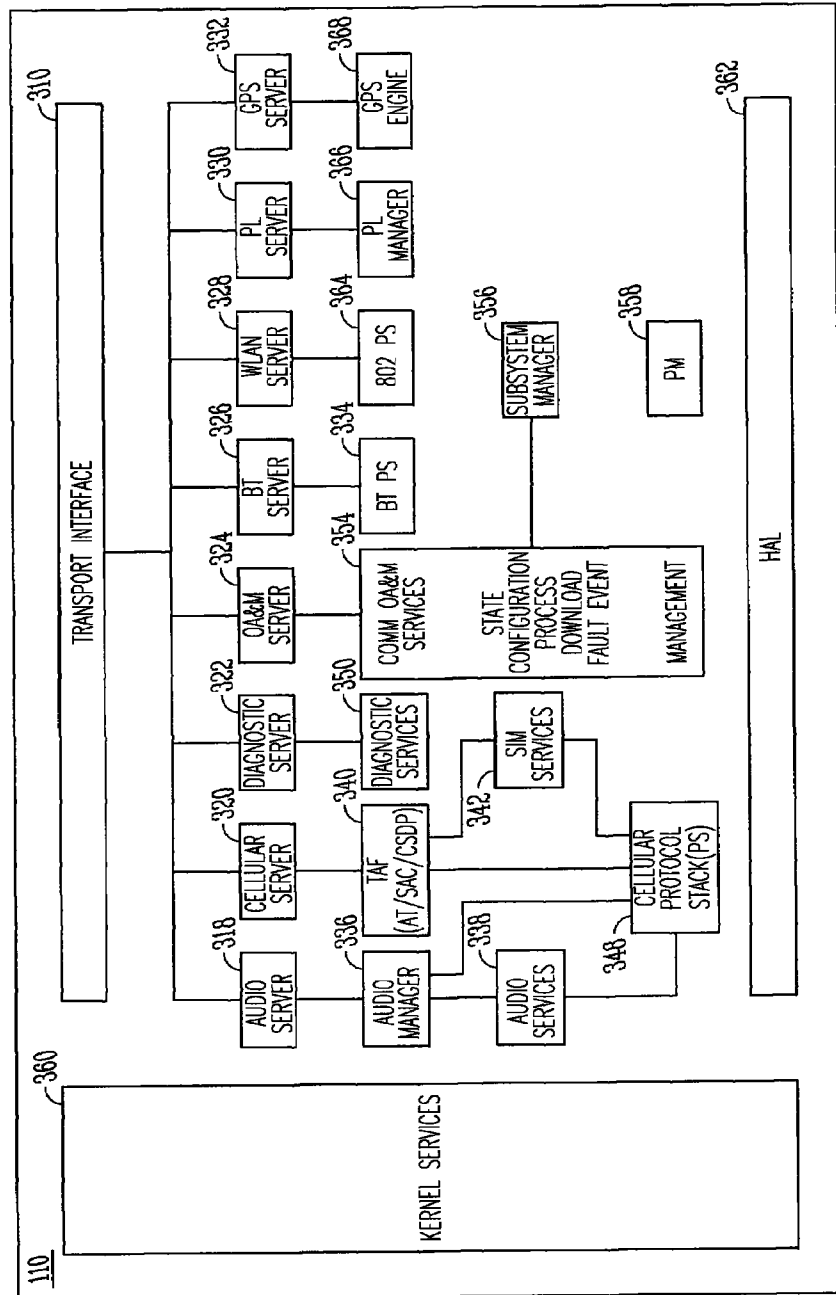 110
360
KERNEL SERVICES
310
TRANSPORT INTERFACE
318
AUDIO
SERVER
320
CELLULAR
SERVER
322
DIAGNOSTIC
SERVER
324
OA&M
SERVER
326
BT
SERVER
328
WLAN
SERVER
330
PL
SERVER
332
GPS
SERVER
336
AUDIO
MANAGER
340
TAF
(AT/SAC/CSDP)
350
DIAGNOSTIC
SERVICES
354
COMM OA&M
SERVICES
STATE
CONFIGURATION
PROCESS
DOWNLOAD
FAULT EVENT
MANAGEMENT
334
BT PS
364
802 PS
366
PL
MANAGER
368
GPS
ENGINE
338
AUDIO
SERVICES
342
SIM
SERVICES
356
SUBSYSTEM
MANAGER
348
CELLULAR
PROTOCOL
STACK(PS)
358
PM
362
HAL